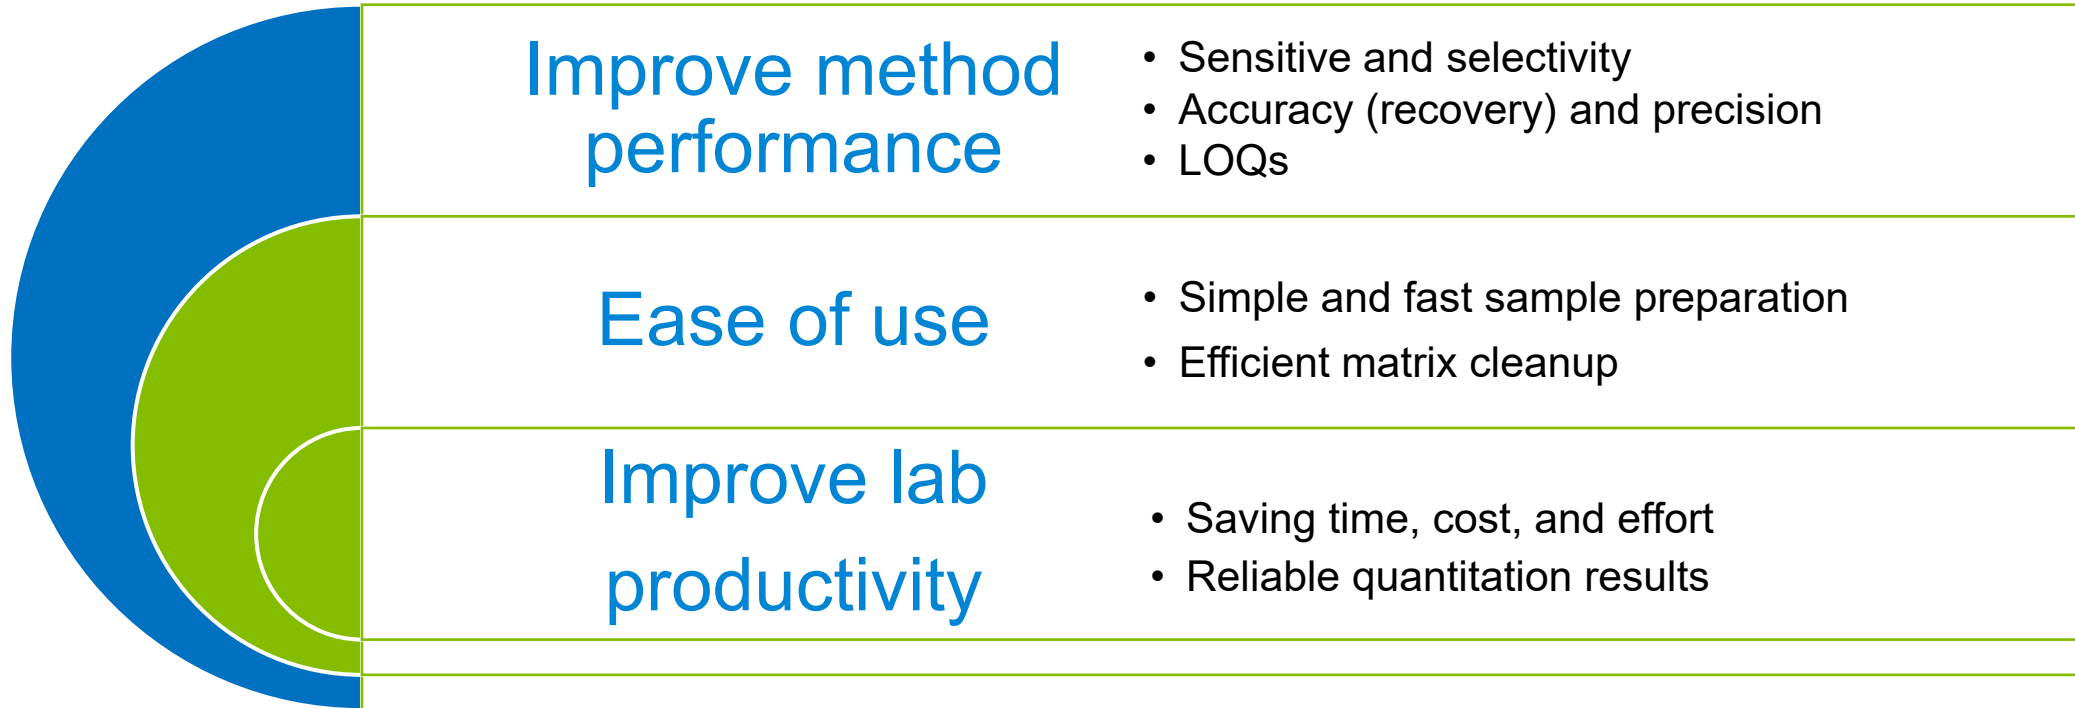 Improve method
performance
• Sensitive and selectivity
• Accuracy (recovery) and precision
• LOQs
Ease of use
• Simple and fast sample preparation
• Efficient matrix cleanup
Improve lab
productivity
• Saving time, cost, and effort
• Reliable quantitation results